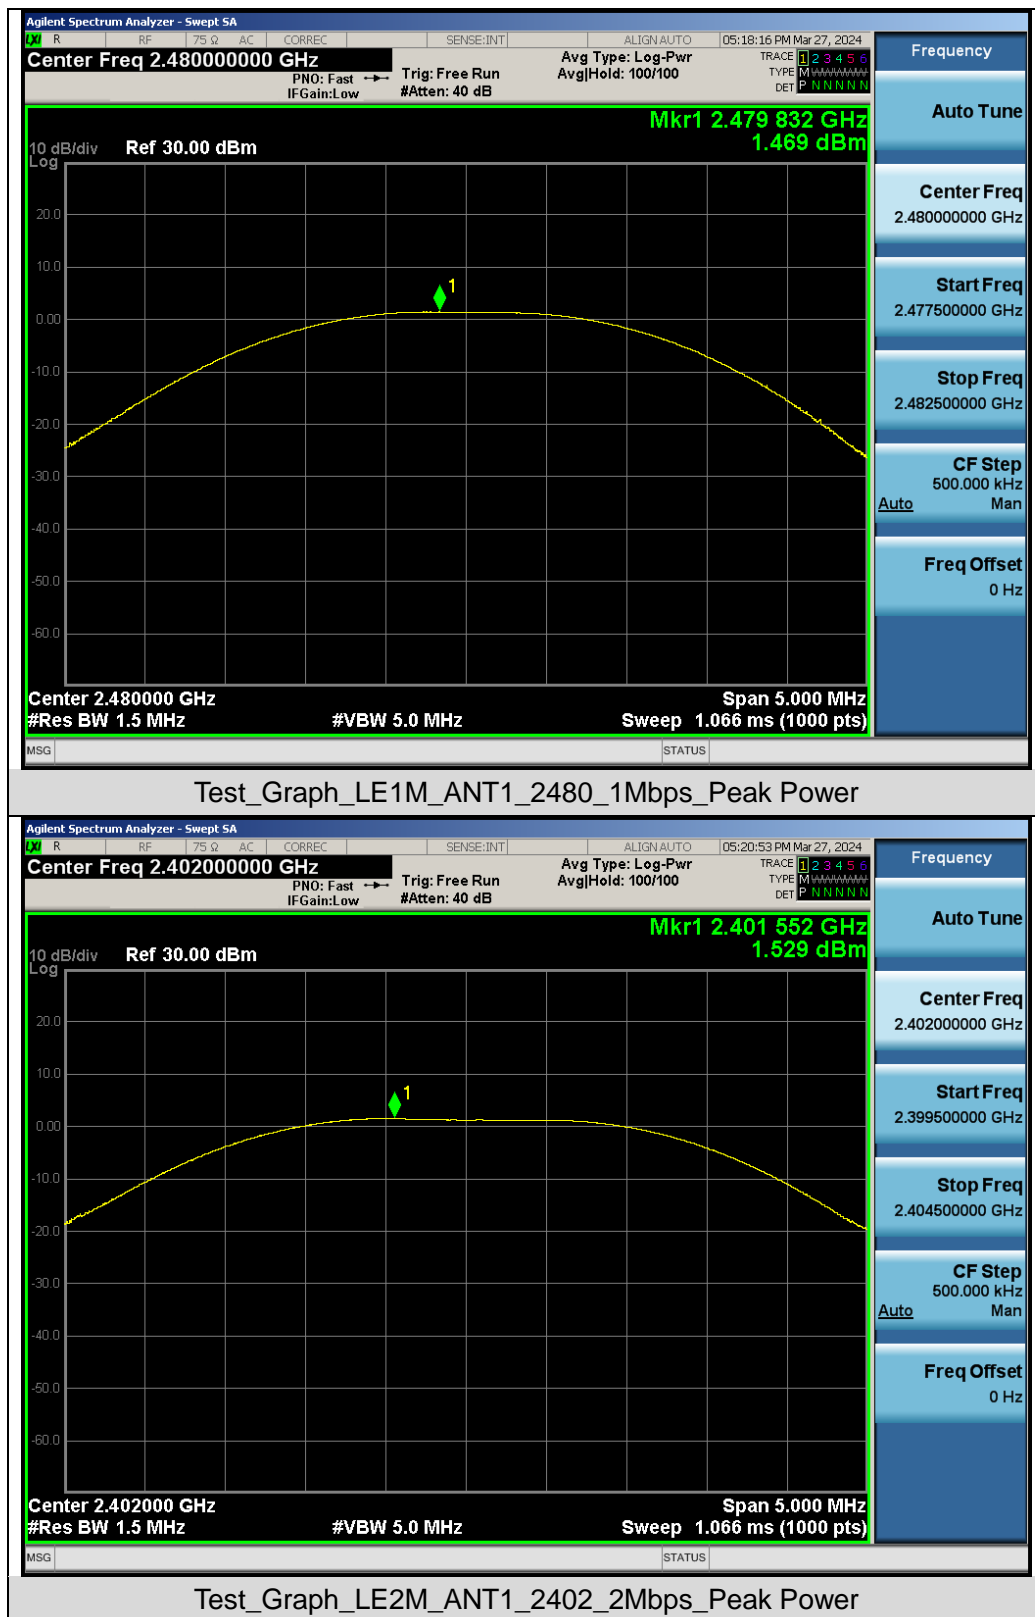 Agilent Spectrum Analyzer - Swept SA
LXI R RF 75 Ω AC CORREC SENSE:INT ALIGN AUTO 05:18:16 PM Mar 27, 2024
Center Freq 2.480000000 GHz
PNO: Fast
IFGain:Low
Trig: Free Run
#Atten: 40 dB
Avg Type: Log-Pwr
Avg|Hold: 100/100
TRACE 1 2 3 4 5 6
TYPE M
DET P N N N N N
Mkr1 2.479 832 GHz
1.469 dBm
10 dB/div Ref 30.00 dBm
Log
20.0
10.0
1
0.00
-10.0
-20.0
-30.0
-40.0
-50.0
-60.0
Center 2.480000 GHz
Span 5.000 MHz
#Res BW 1.5 MHz
#VBW 5.0 MHz
Sweep 1.066 ms (1000 pts)
MSG
STATUS
Frequency
Auto Tune
Center Freq
2.480000000 GHz
Start Freq
2.477500000 GHz
Stop Freq
2.482500000 GHz
CF Step
500.000 kHz
Auto Man
Freq Offset
0 Hz
Test_Graph_LE1M_ANT1_2480_1Mbps_Peak Power
Agilent Spectrum Analyzer - Swept SA
LXI R RF 75 Ω AC CORREC SENSE:INT ALIGN AUTO 05:20:53 PM Mar 27, 2024
Center Freq 2.402000000 GHz
PNO: Fast
IFGain:Low
Trig: Free Run
#Atten: 40 dB
Avg Type: Log-Pwr
Avg|Hold: 100/100
TRACE 1 2 3 4 5 6
TYPE M
DET P N N N N N
Mkr1 2.401 552 GHz
1.529 dBm
10 dB/div Ref 30.00 dBm
Log
20.0
10.0
1
0.00
-10.0
-20.0
-30.0
-40.0
-50.0
-60.0
Center 2.402000 GHz
Span 5.000 MHz
#Res BW 1.5 MHz
#VBW 5.0 MHz
Sweep 1.066 ms (1000 pts)
MSG
STATUS
Frequency
Auto Tune
Center Freq
2.402000000 GHz
Start Freq
2.399500000 GHz
Stop Freq
2.404500000 GHz
CF Step
500.000 kHz
Auto Man
Freq Offset
0 Hz
Test_Graph_LE2M_ANT1_2402_2Mbps_Peak Power